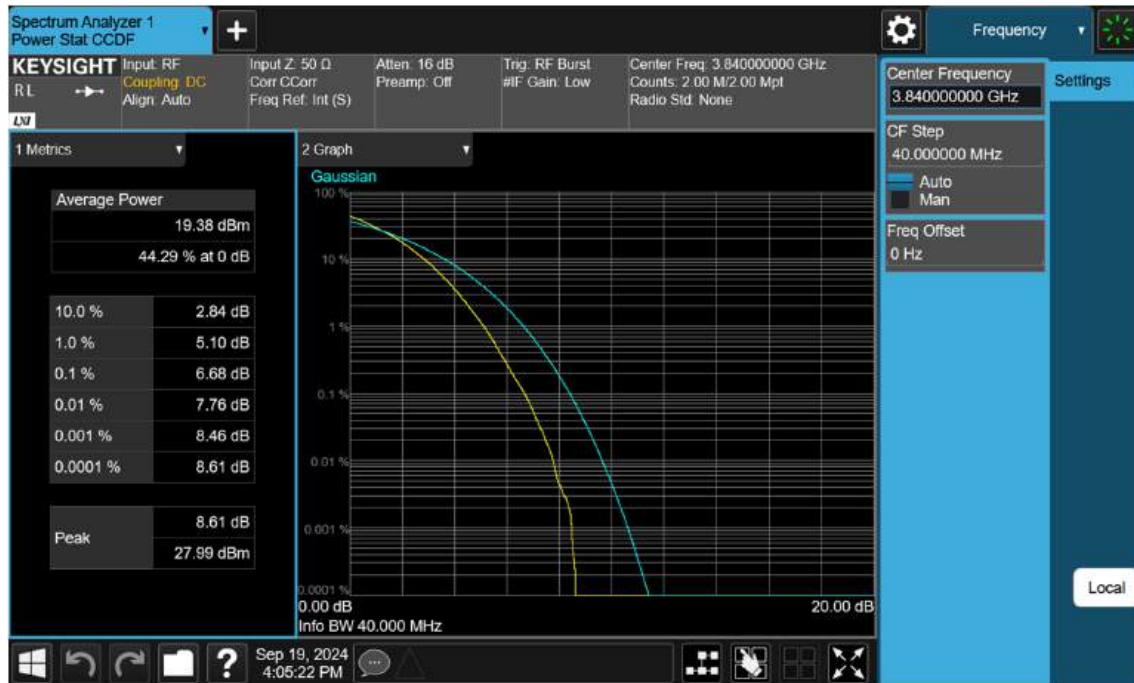 Spectrum Analyzer 1
Power Stat CCDF
+
Frequency
KEYSIGHT
RL
LXI
Input: RF
Coupling: DC
Align: Auto
Input Z: 50 Ω
Corr CCorr
Freq Ref: Int (S)
Atten: 16 dB
Preamp: Off
Trig: RF Burst
#IF Gain: Low
Center Freq: 3.840000000 GHz
Counts: 2.00 M/2.00 Mpt
Radio Std: None
Center Frequency
3.840000000 GHz
Settings
CF Step
40.000000 MHz
Auto
Man
Freq Offset
0 Hz
1 Metrics
Average Power
19.38 dBm
44.29 % at 0 dB
10.0 % 2.84 dB
1.0 % 5.10 dB
0.1 % 6.68 dB
0.01 % 7.76 dB
0.001 % 8.46 dB
0.0001 % 8.61 dB
Peak
8.61 dB
27.99 dBm
2 Graph
Gaussian
100 %
10 %
1 %
0.1 %
0.01 %
0.001 %
0.0001 %
0.00 dB 20.00 dB
Info BW 40.000 MHz
Local
?
Sep 19, 2024
4:05:22 PM